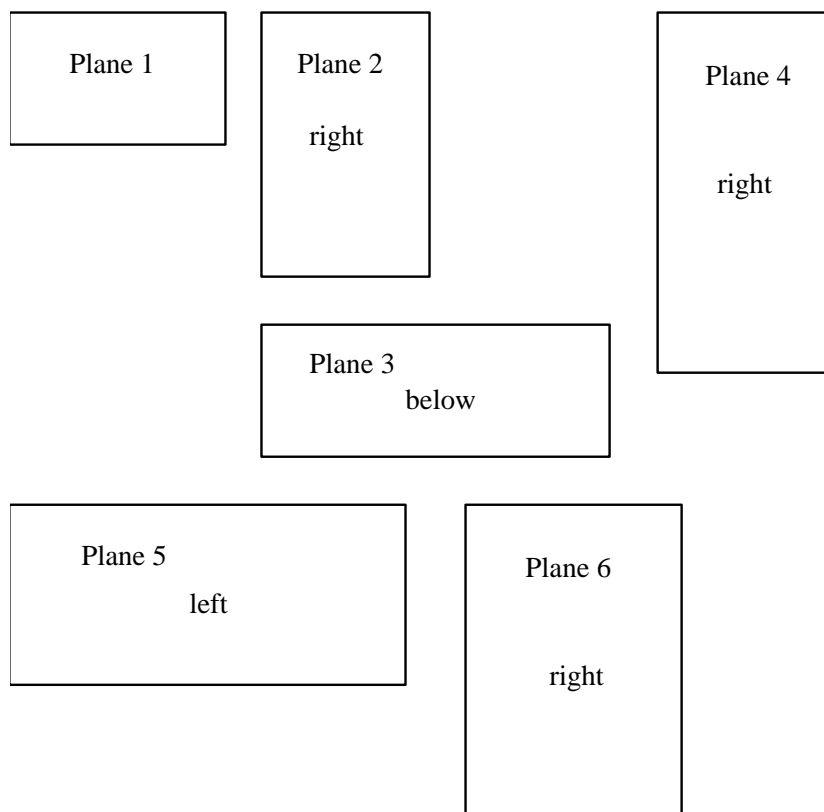 Plane 1
Plane 2
right
Plane 4
right
Plane 3
below
Plane 5
left
Plane 6
right